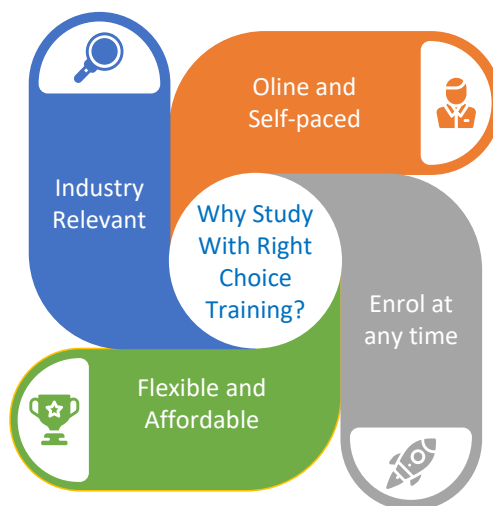 Oline and
Self-paced
Industry
Relevant
Why Study
With Right
Choice
Training?
Enrol at
any time
Flexible and
Affordable